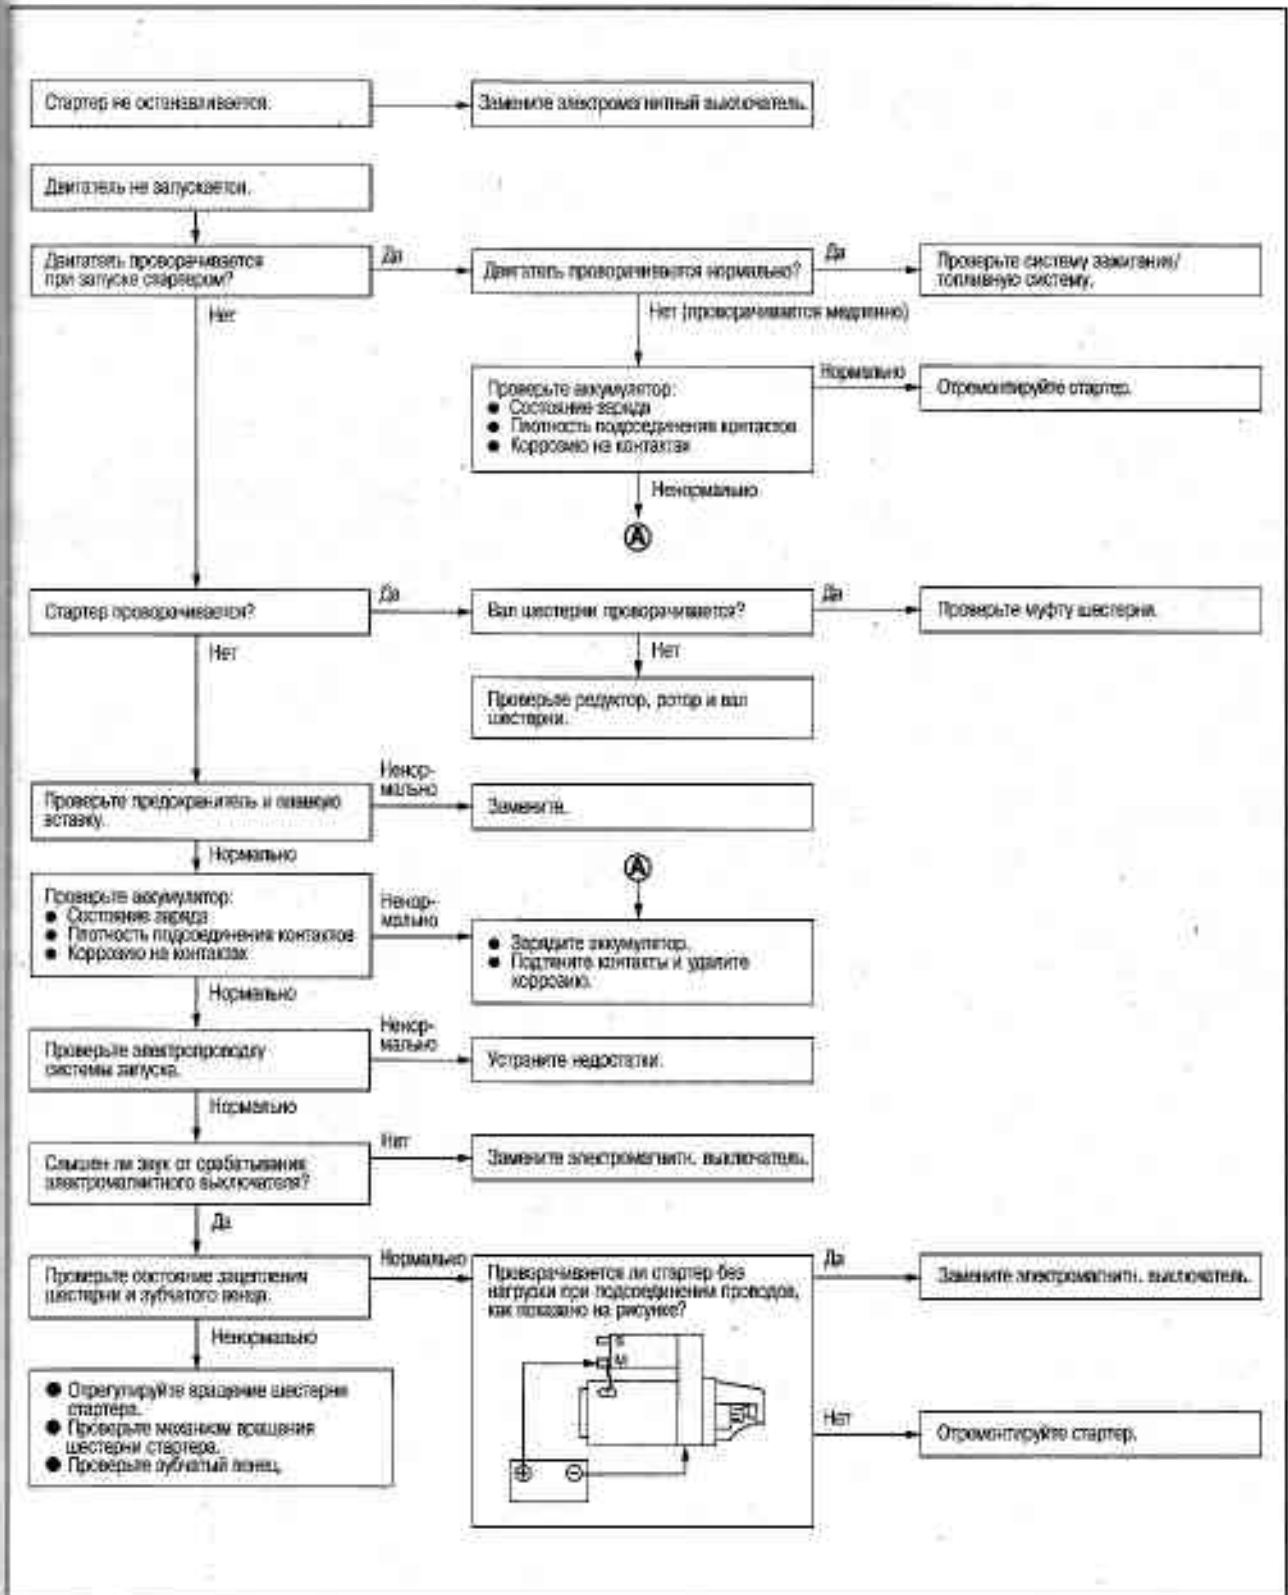 Стартер не останавливается.
Замените электромагнитный выключатель.
Двигатель не запускается.
Двигатель проворачивается
при запуске стартером?
Да
Двигатель проворачивается нормально?
Да
Проверьте систему зажигания/
топливную систему.
Нет
Нет (проворачивается медленно)
Проверьте аккумулятор:
● Состояние заряда
● Плотность подсоединения контактов
● Коррозию на контактах
Нормально
Отремонтируйте стартер.
Ненормально
A
Стартер проворачивается?
Да
Вал шестерни проворачивается?
Да
Проверьте муфту шестерни.
Нет
Нет
Проверьте редуктор, ротор и вал
шестерни.
Проверьте предохранитель и плавкую
вставку.
Ненор-
мально
Замените.
Нормально
A
Проверьте аккумулятор:
● Состояние заряда
● Плотность подсоединения контактов
● Коррозию на контактах
Ненор-
мально
● Зарядите аккумулятор.
● Подтяните контакты и удалите
коррозию.
Нормально
Проверьте электропроводку
системы запуска.
Ненор-
мально
Устраните недостатки.
Нормально
Слышен ли звук от срабатывания
электромагнитного выключателя?
Нет
Замените электромагнитн. выключатель.
Да
Проверьте состояние зацепления
шестерни и зубчатого венца.
Нормально
Проворачивается ли стартер без
нагрузки при подсоединении проводов,
как показано на рисунке?
S
M
+ −
Да
Замените электромагнитн. выключатель.
Нет
Отремонтируйте стартер.
Ненормально
● Отрегулируйте вращение шестерни
стартера.
● Проверьте механизм вращения
шестерни стартера.
● Проверьте зубчатый венец.